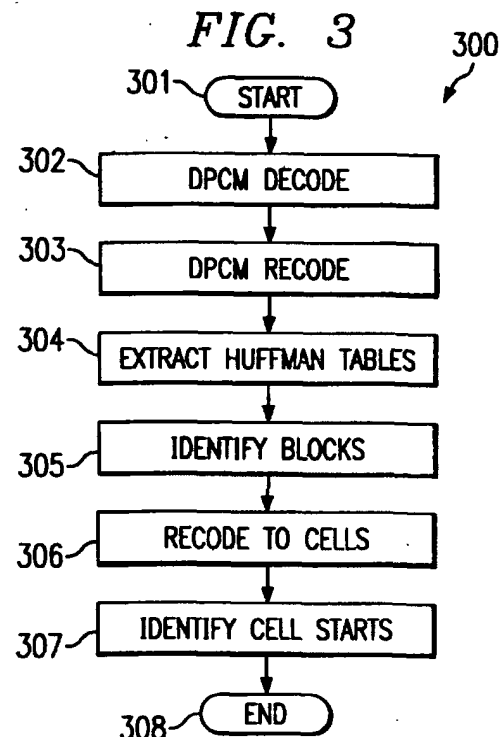 FIG. 3
300
301 START
302 DPCM DECODE
303 DPCM RECODE
304 EXTRACT HUFFMAN TABLES
305 IDENTIFY BLOCKS
306 RECODE TO CELLS
307 IDENTIFY CELL STARTS
308 END